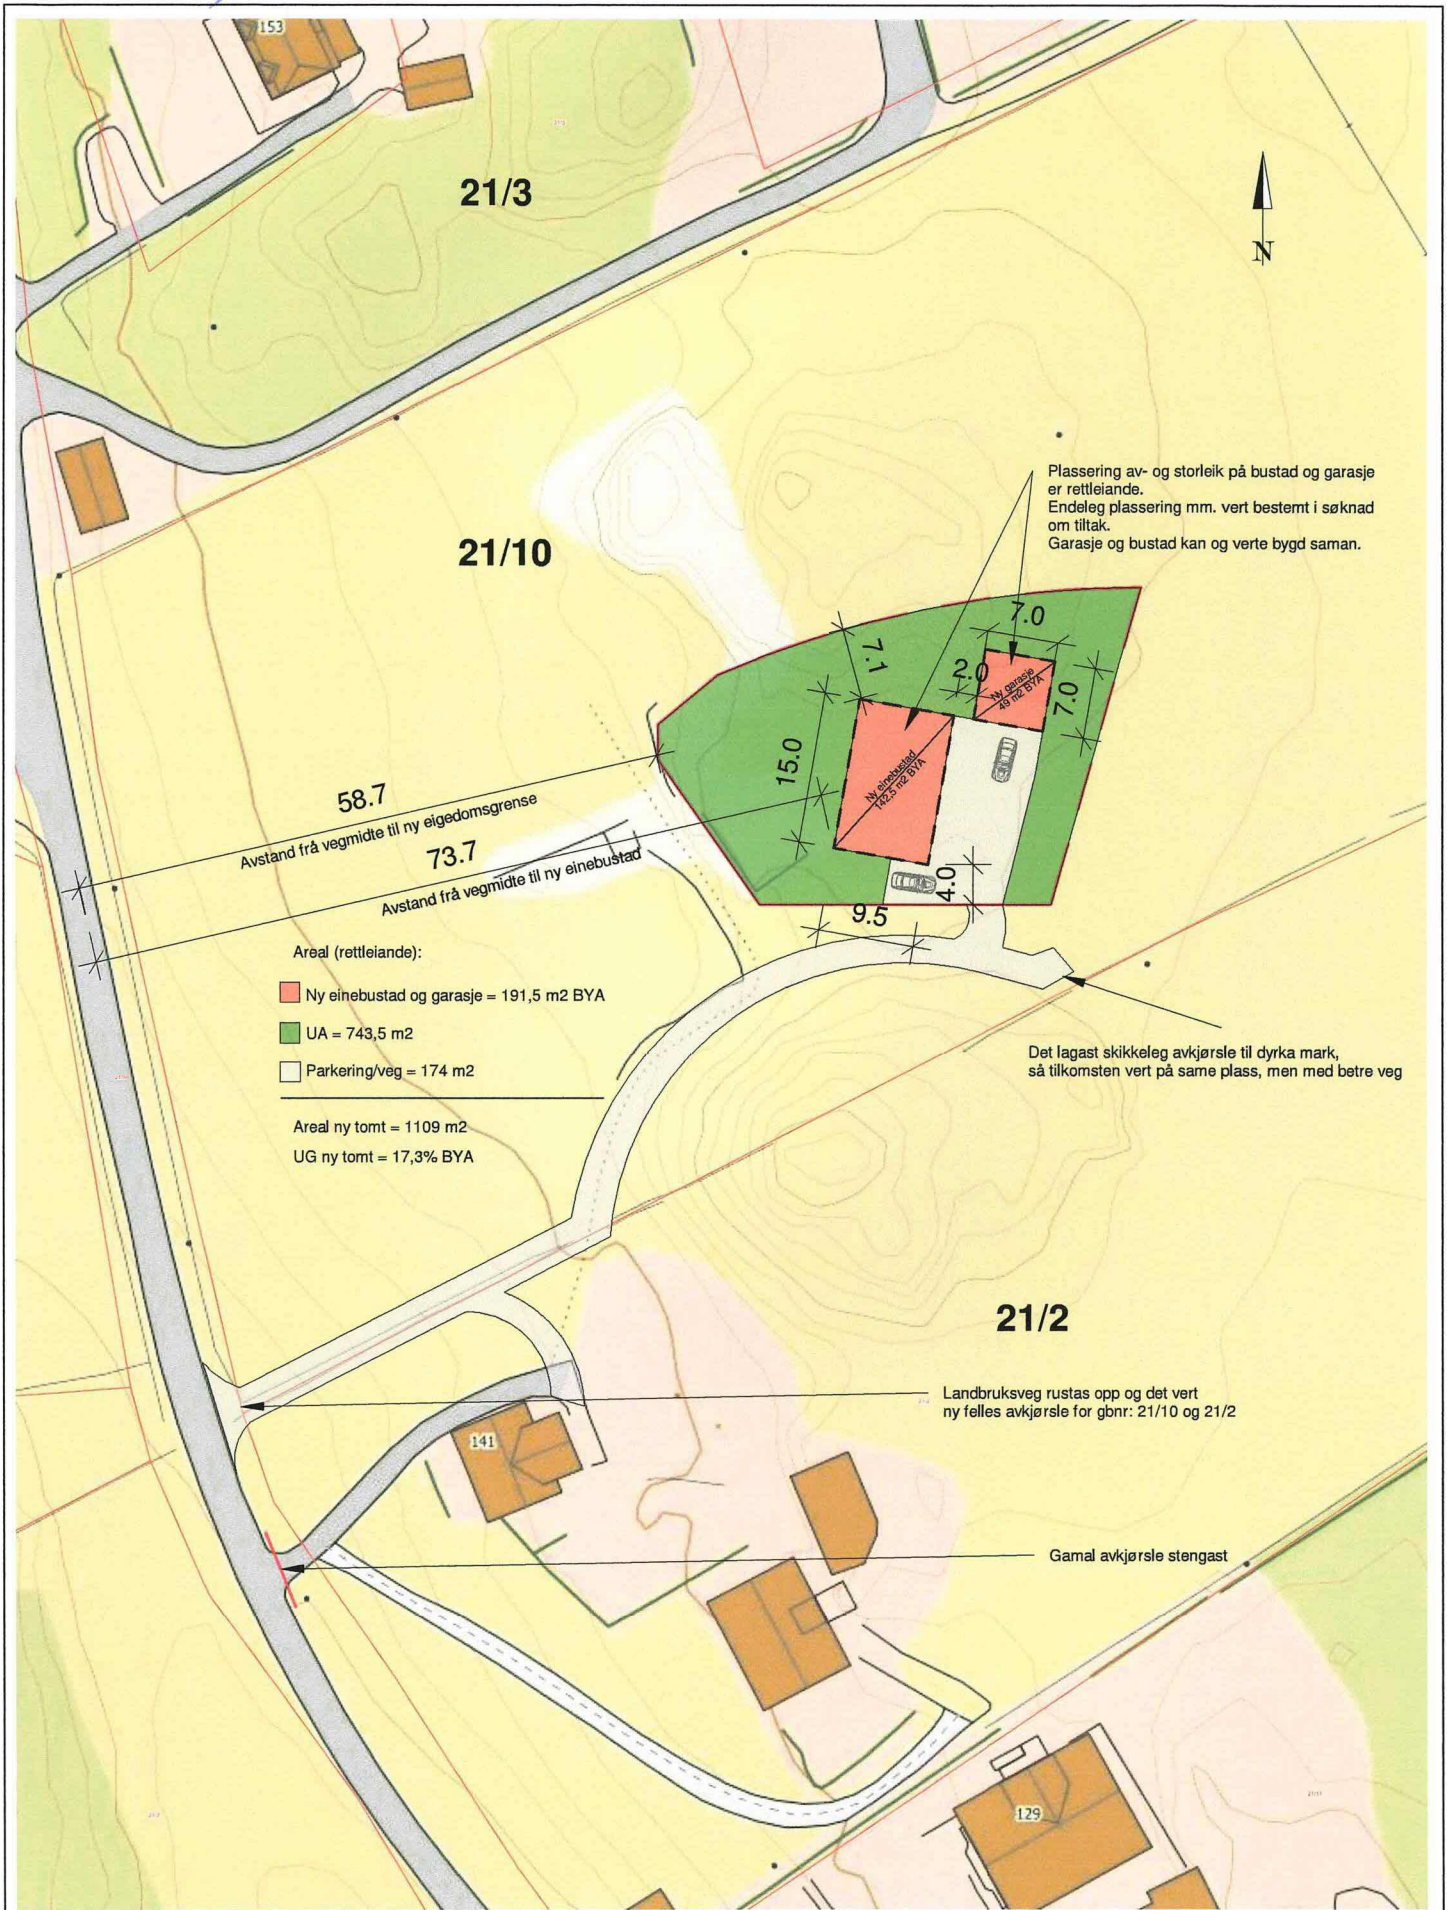 153
21/3
N
Plassering av- og storleik på bustad og garasje
er rettleiande.
Endeleg plassering mm. vert bestemt i søknad
om tiltak.
Garasje og bustad kan og verte bygd saman.
21/10
7.0
7.1
2.0
Ny garasje
49 m2 BYA
7.0
15.0
Ny einebustad
142,5 m2 BYA
58.7
Avstand frå vegmidte til ny eigedomsgrense
73.7
Avstand frå vegmidte til ny einebustad
4.0
9.5
Areal (rettleiande):
Ny einebustad og garasje = 191,5 m2 BYA
UA = 743,5 m2
Parkering/veg = 174 m2
Areal ny tomt = 1109 m2
UG ny tomt = 17,3% BYA
Det lagast skikkeleg avkjørsle til dyrka mark,
så tilkomsten vert på same plass, men med betre veg
21/2
Landbruksveg rustas opp og det vert
ny felles avkjørsle for gbnr: 21/10 og 21/2
141
Gamal avkjørsle stengast
129